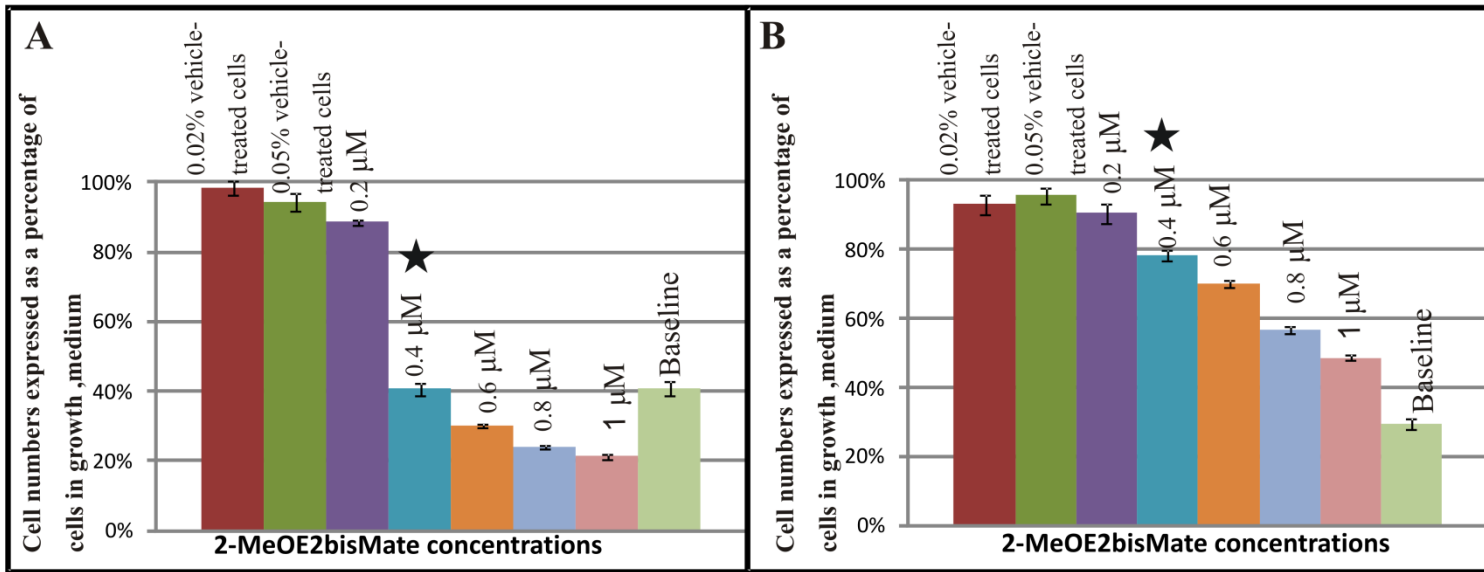 A
Cell numbers expressed as a percentage of
cells in growth ,medium
100%
80%
60%
40%
20%
0%
0.02% vehicle-
treated cells
0.05% vehicle-
treated cells
0.2 µM
0.4 µM
0.6 µM
0.8 µM
1 µM
Baseline
2-MeOE2bisMate concentrations
B
Cell numbers expressed as a percentage of
cells in growth ,medium
100%
80%
60%
40%
20%
0%
0.02% vehicle-
treated cells
0.05% vehicle-
treated cells
0.2 µM
0.4 µM
0.6 µM
0.8 µM
1 µM
Baseline
2-MeOE2bisMate concentrations